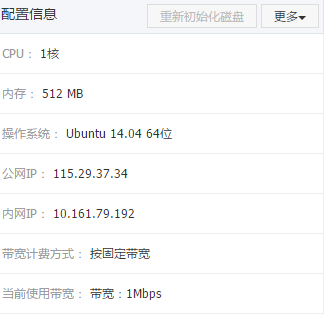 配置信息 重新初始化磁盘 更多
CPU： 1核
内存： 512 MB
操作系统： Ubuntu 14.04 64位
公网IP： 115.29.37.34
内网IP： 10.161.79.192
带宽计费方式： 按固定带宽
当前使用带宽： 带宽：1Mbps